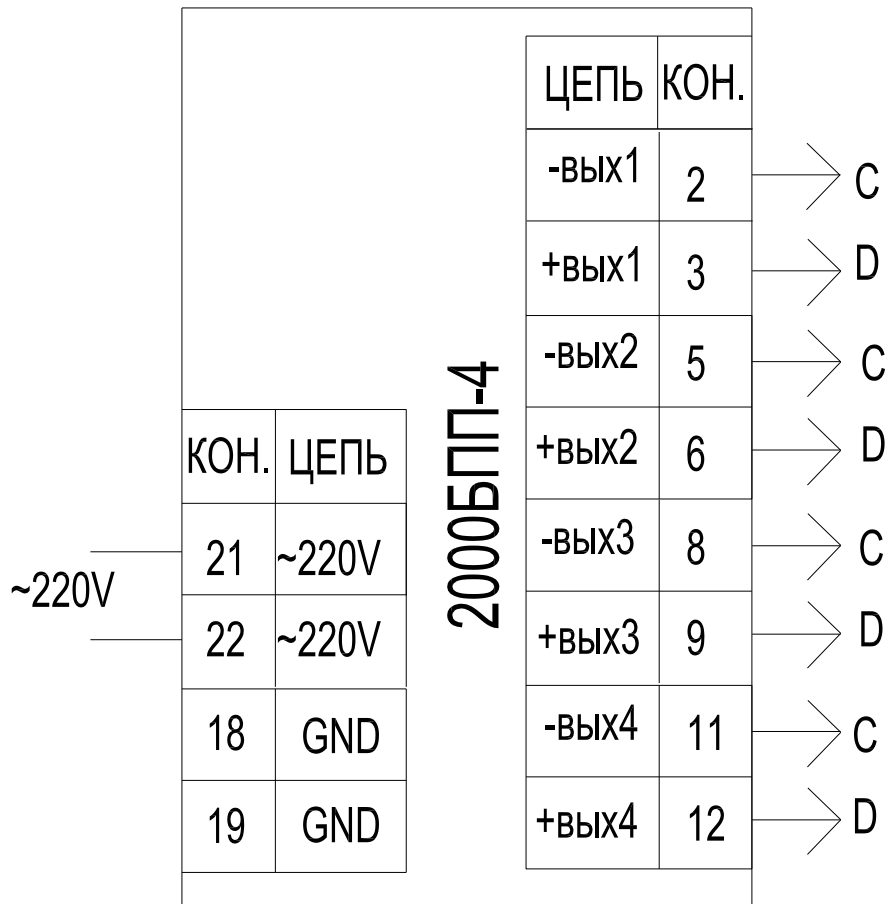 ЦЕПЬ КОН.
-вых1 2 C
+вых1 3 D
-вых2 5 C
+вых2 6 D
-вых3 8 C
+вых3 9 D
-вых4 11 C
+вых4 12 D
2000БПП-4
КОН. ЦЕПЬ
~220V
21 ~220V
22 ~220V
18 GND
19 GND